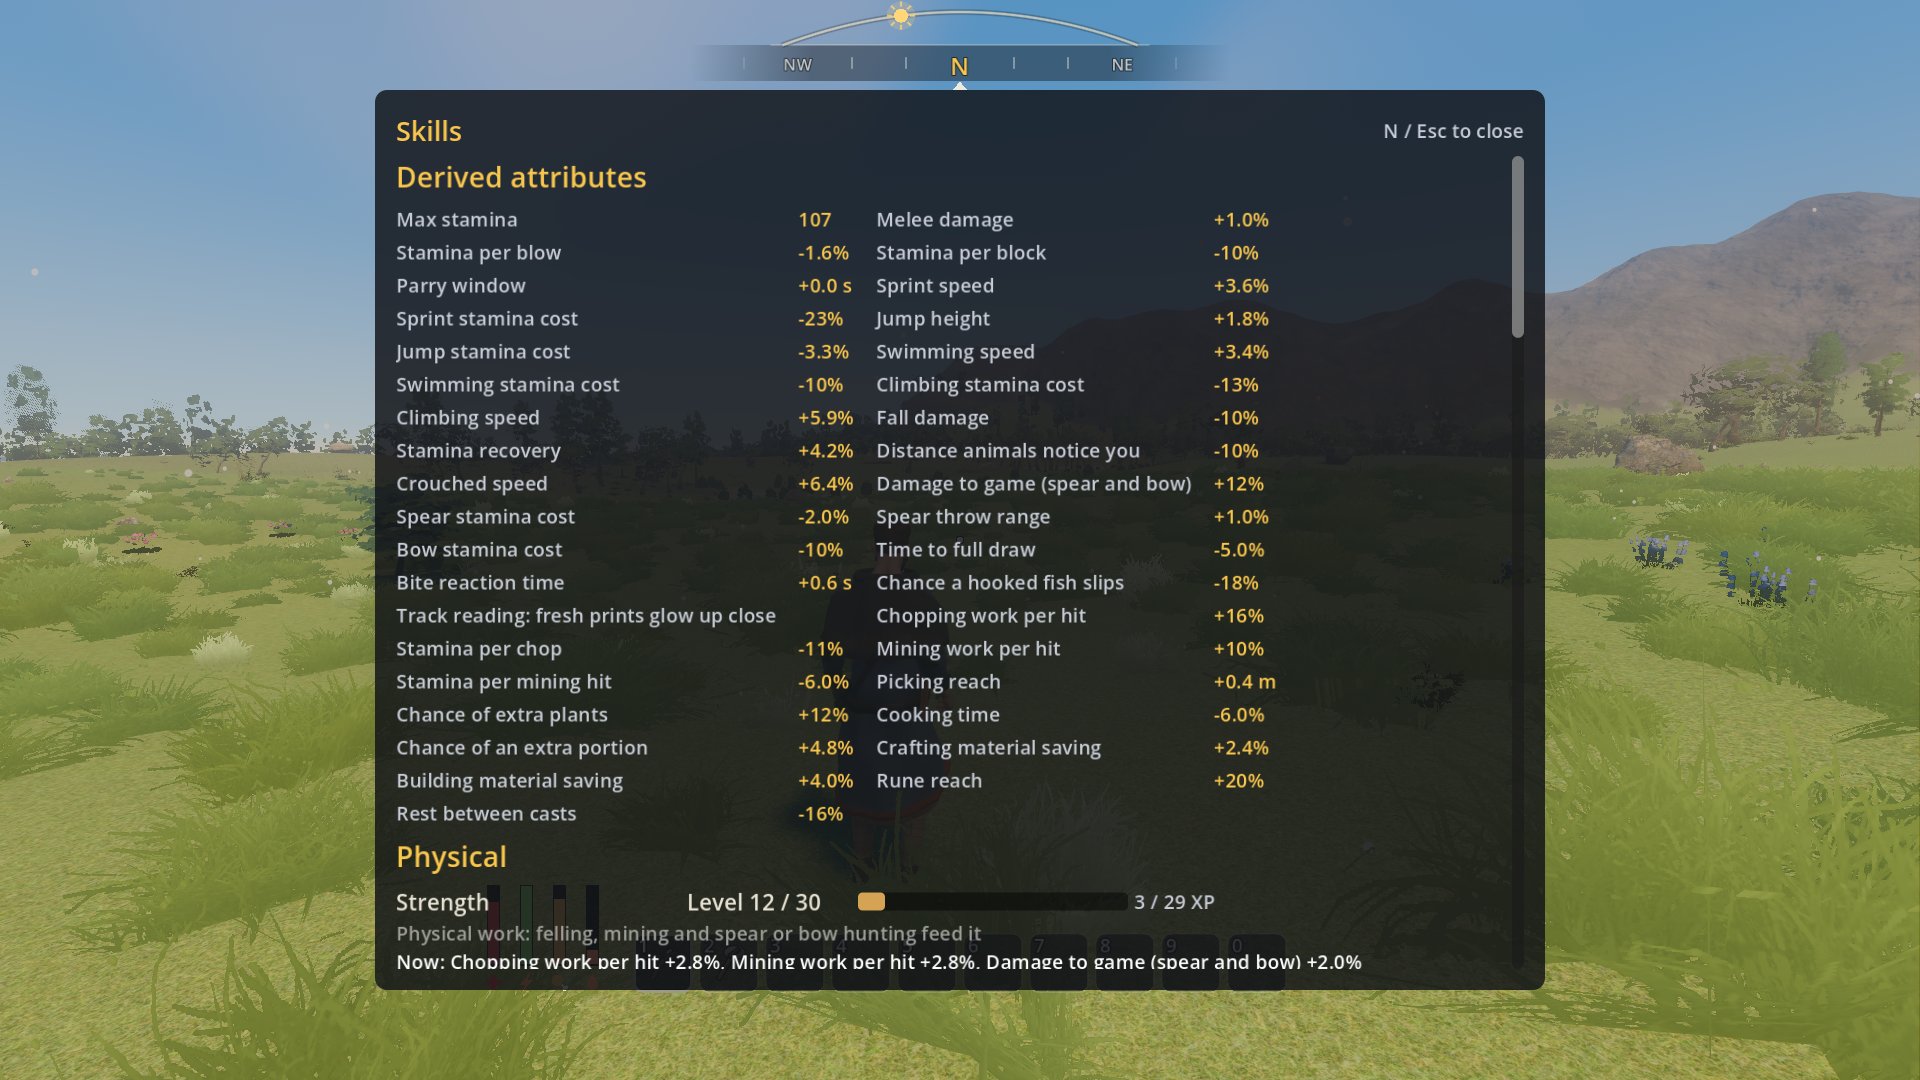 NW N NE
Skills N / Esc to close
Derived attributes
Max stamina 107 Melee damage +1.0%
Stamina per blow -1.6% Stamina per block -10%
Parry window +0.0 s Sprint speed +3.6%
Sprint stamina cost -23% Jump height +1.8%
Jump stamina cost -3.3% Swimming speed +3.4%
Swimming stamina cost -10% Climbing stamina cost -13%
Climbing speed +5.9% Fall damage -10%
Stamina recovery +4.2% Distance animals notice you -10%
Crouched speed +6.4% Damage to game (spear and bow) +12%
Spear stamina cost -2.0% Spear throw range +1.0%
Bow stamina cost -10% Time to full draw -5.0%
Bite reaction time +0.6 s Chance a hooked fish slips -18%
Track reading: fresh prints glow up close Chopping work per hit +16%
Stamina per chop -11% Mining work per hit +10%
Stamina per mining hit -6.0% Picking reach +0.4 m
Chance of extra plants +12% Cooking time -6.0%
Chance of an extra portion +4.8% Crafting material saving +2.4%
Building material saving +4.0% Rune reach +20%
Rest between casts -16%
Physical
Strength Level 12 / 30 3 / 29 XP
Physical work: felling, mining and spear or bow hunting feed it
2 3 4 6 7 8 9 0
Now: Chopping work per hit +2.8%, Mining work per hit +2.8%, Damage to game (spear and bow) +2.0%